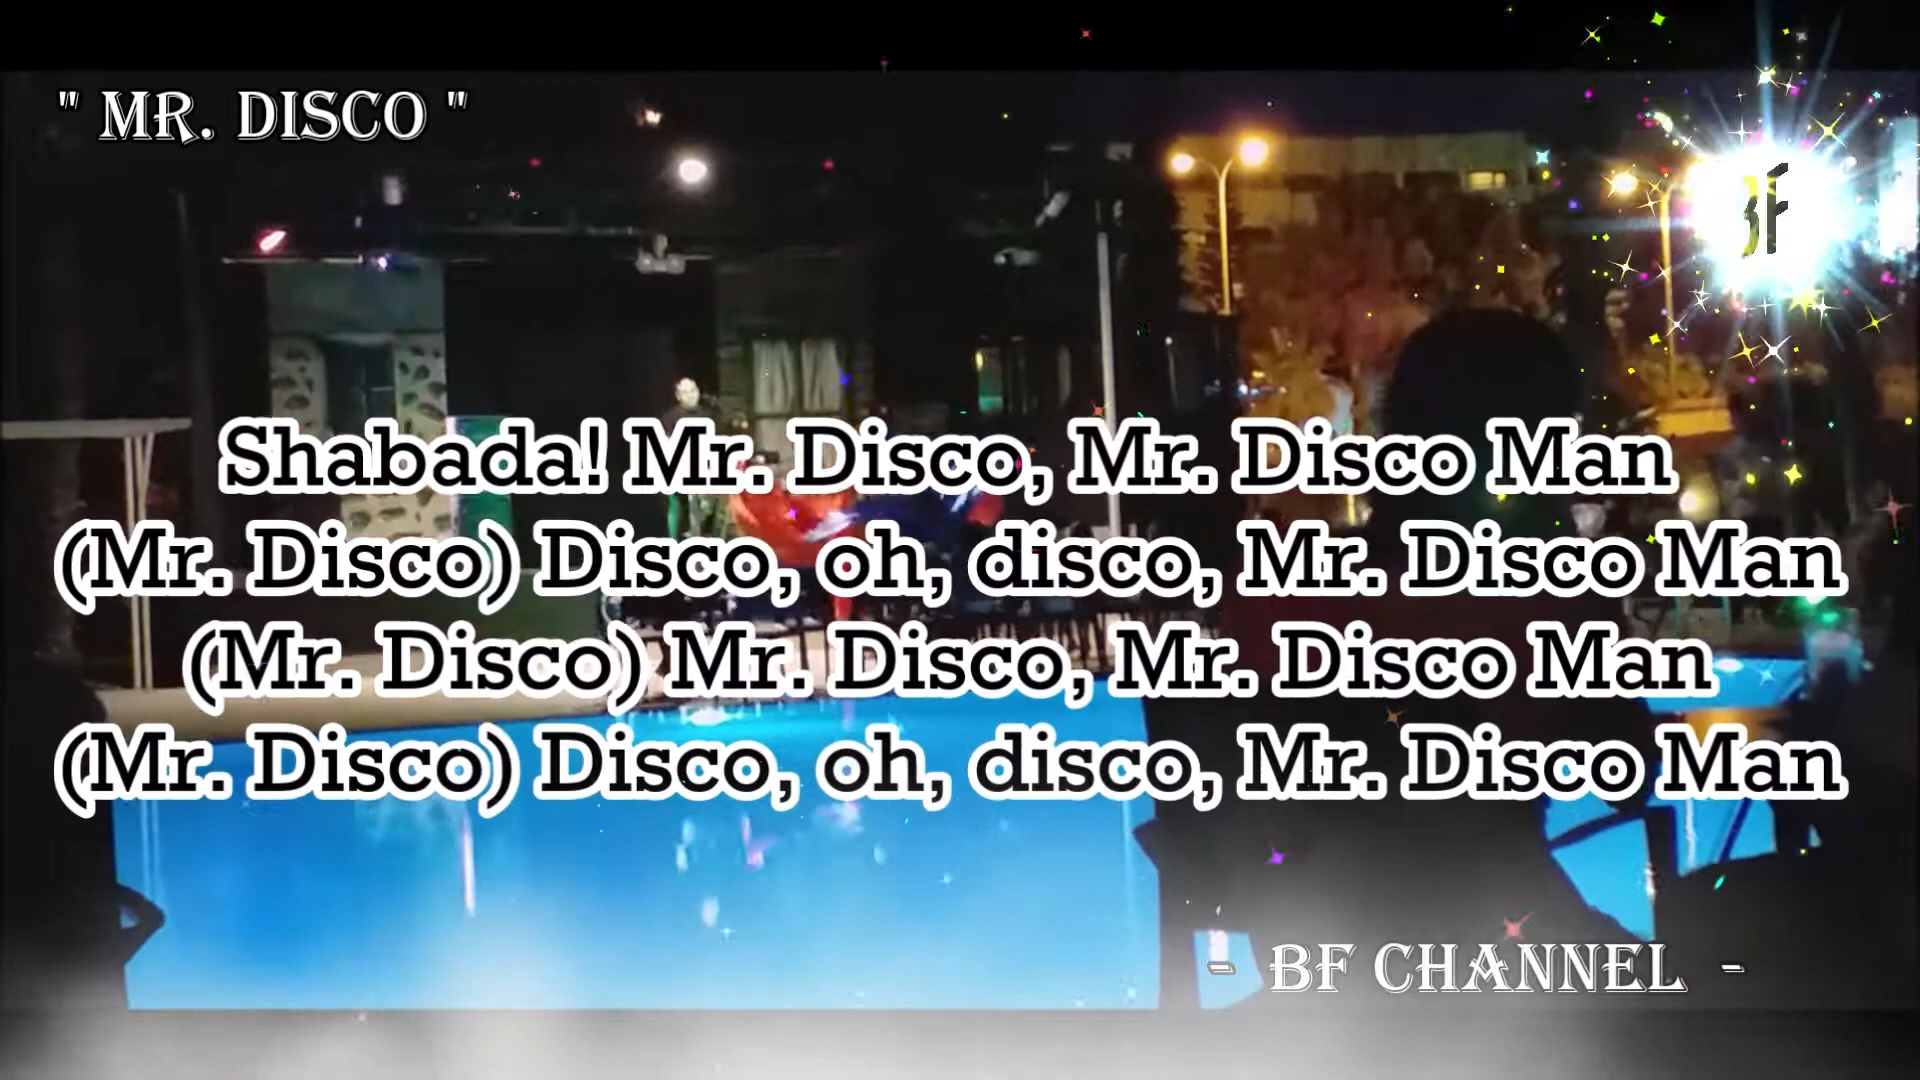 " MR. DISCO "
BF
Shabada! Mr. Disco, Mr. Disco Man
(Mr. Disco) Disco, oh, disco, Mr. Disco Man
(Mr. Disco) Mr. Disco, Mr. Disco Man
(Mr. Disco) Disco, oh, disco, Mr. Disco Man
- BF CHANNEL -